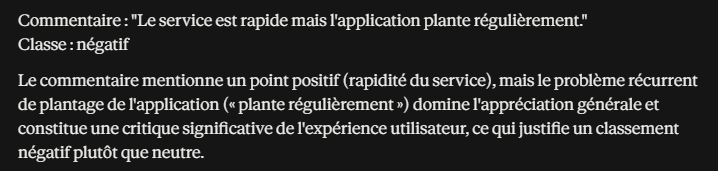 Commentaire : "Le service est rapide mais l'application plante régulièrement."
Classe : négatif
Le commentaire mentionne un point positif (rapidité du service), mais le problème récurrent
de plantage de l'application (« plante régulièrement ») domine l'appréciation générale et
constitue une critique significative de l'expérience utilisateur, ce qui justifie un classement
négatif plutôt que neutre.